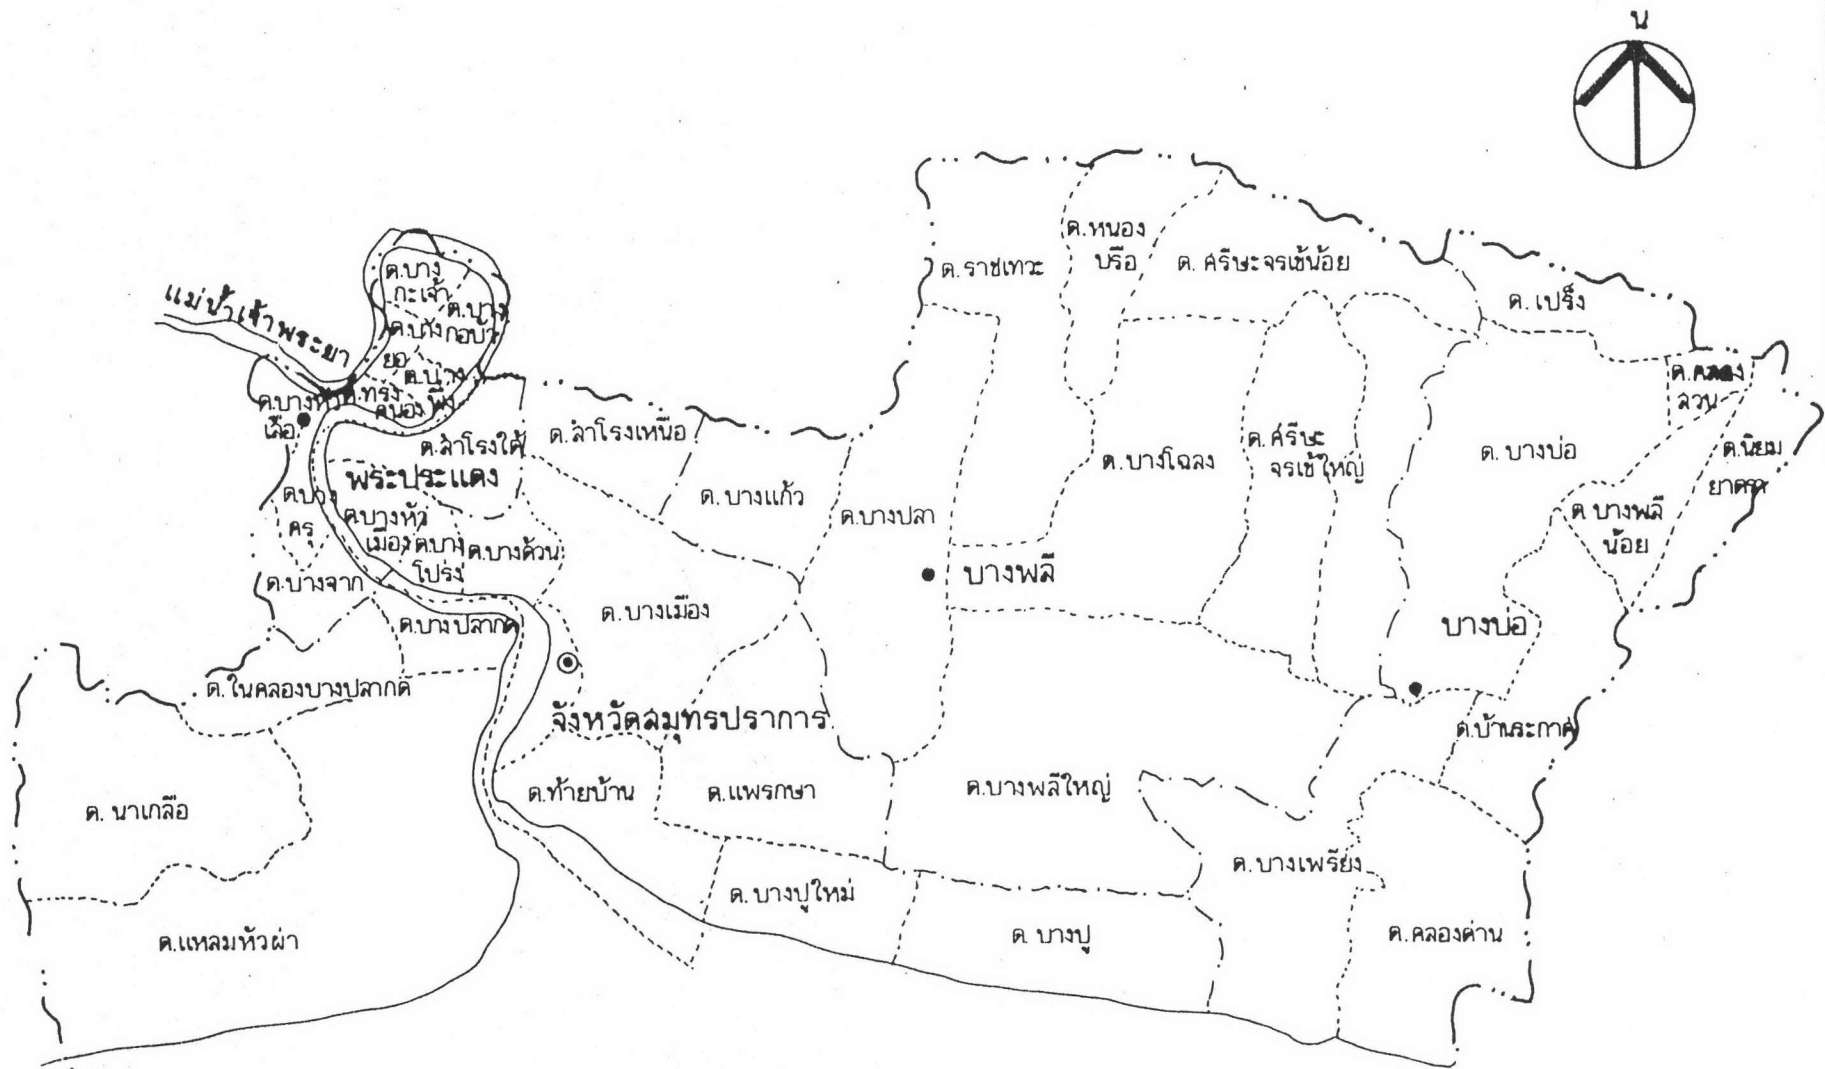 น
ต.หนอง
ปรือ
ต. ราชเทวะ
ต. ศรีษะจรเข้น้อย
ต. เปร็ง
แม่น้ำเจ้าพระยา
ต.บาง
กะเจ้า
ต.บาง
กอบัว
ต.บาง
ยอ
ต.บาง
พึ่ง
ต.ทรง
คนอง
ต.บางหัว
เสือ
ต.สำโรงใต้
ต.สำโรงเหนือ
พระประแดง
ต.บางแก้ว
ต.บางปลา
ต.บางโฉลง
ต.ศรีษะ
จรเข้ใหญ่
ต. บางบ่อ
ต.คลอง
สวน
ต.นิยม
ยาตรา
ต.บางพลี
น้อย
ต.บาง
ครุ
ต.บางหัว
เมือง
ต.บาง
โปรง
ต.บางด้วน
ต.บางจาก
ต.บางปลากด
ต. บางเมือง
บางพลี
บางบ่อ
ต.ในคลองบางปลากด
จังหวัดสมุทรปราการ
ต.บ้านระกาศ
ต. นาเกลือ
ต.ท้ายบ้าน
ต.แพรกษา
ต.บางพลีใหญ่
ต.บางเพรียง
ต.แหลมฟ้าผ่า
ต.บางปูใหม่
ต. บางปู
ต.คลองด่าน